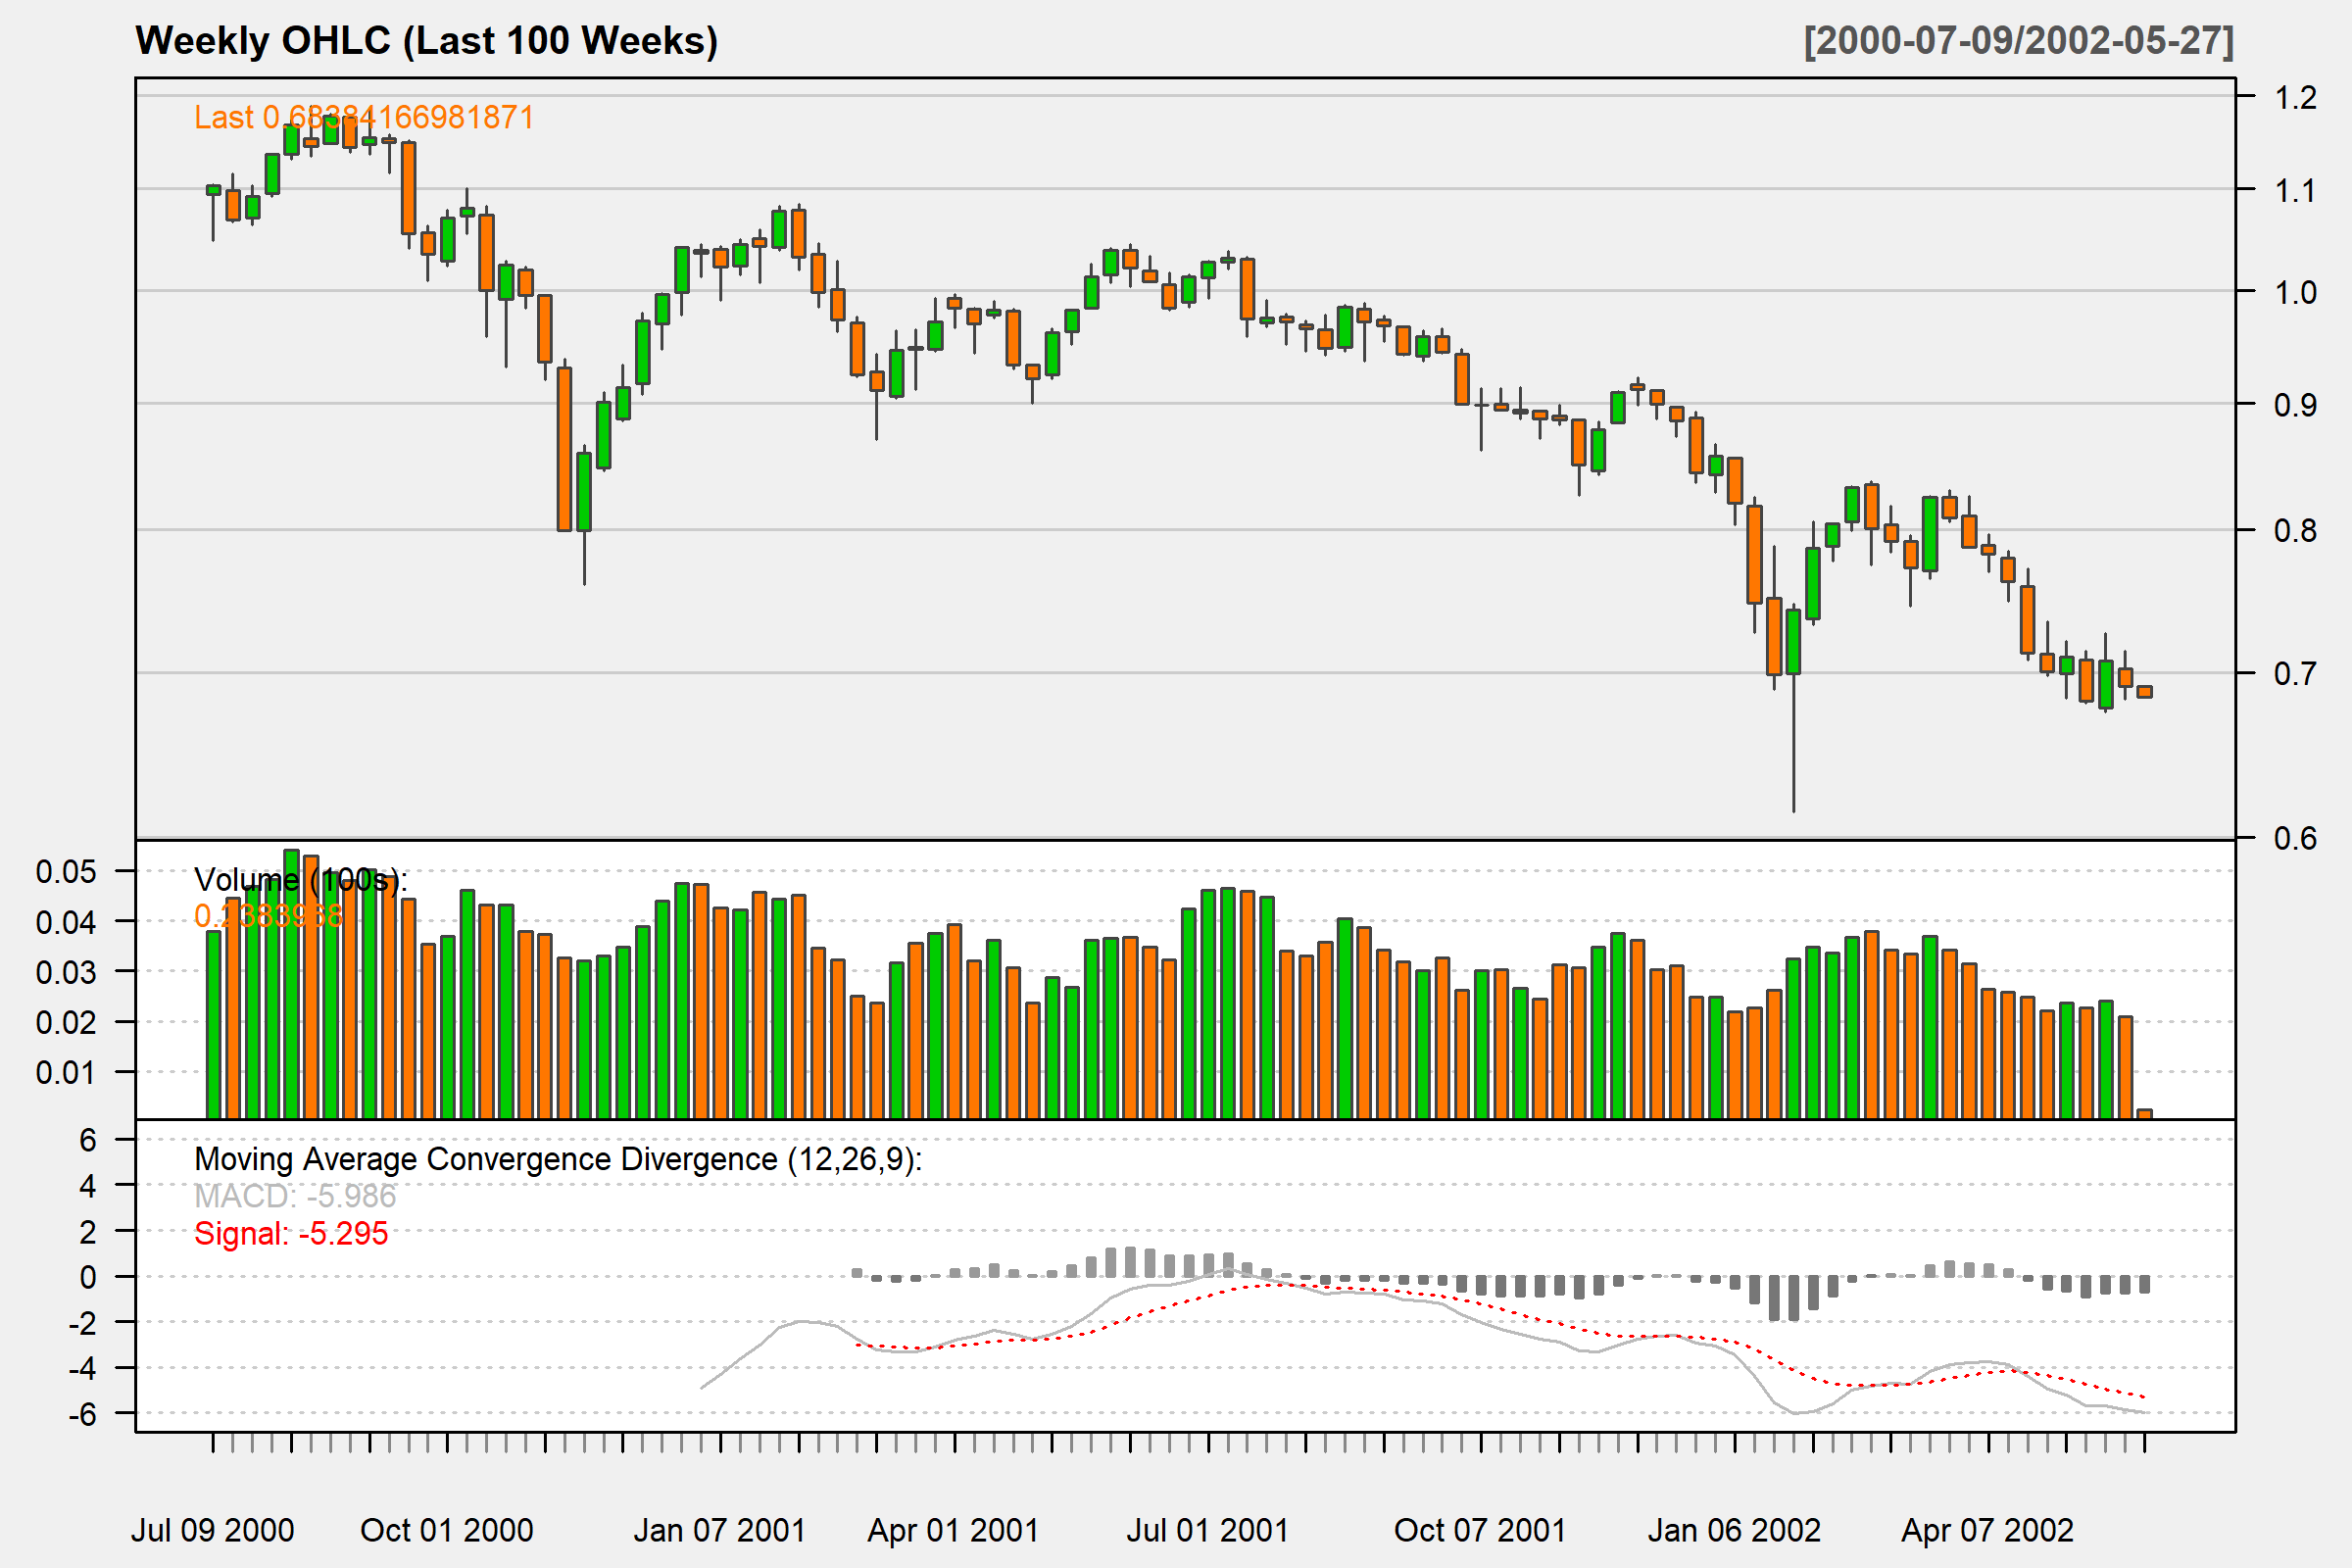 Weekly OHLC (Last 100 Weeks)
[2000-07-09/2002-05-27]
Last 0.68384166981871
1.2
1.1
1.0
0.9
0.8
0.7
0.6
Volume (100s):
0.05
0.04
0.03
0.02
0.01
Moving Average Convergence Divergence (12,26,9):
MACD: -5.986
Signal: -5.295
6
4
2
0
-2
-4
-6
Jul 09 2000
Oct 01 2000
Jan 07 2001
Apr 01 2001
Jul 01 2001
Oct 07 2001
Jan 06 2002
Apr 07 2002